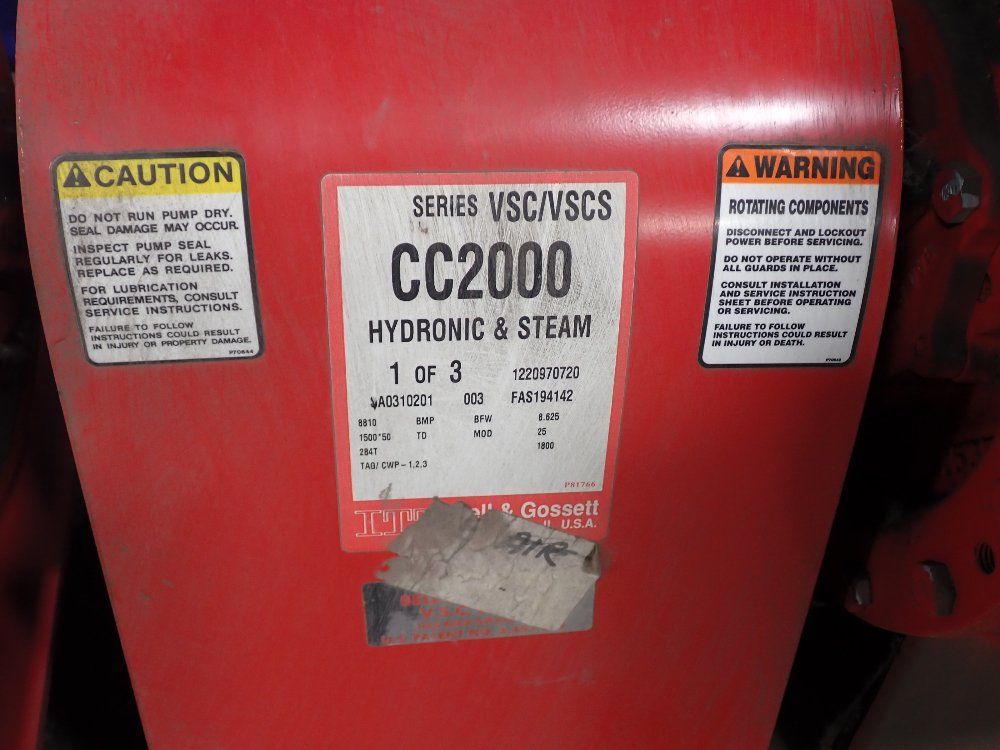 CAUTION
DO NOT RUN PUMP DRY.
SEAL DAMAGE MAY OCCUR.
INSPECT PUMP SEAL
REGULARLY FOR LEAKS.
REPLACE AS REQUIRED.
FOR LUBRICATION
REQUIREMENTS, CONSULT
SERVICE INSTRUCTIONS.
FAILURE TO FOLLOW
INSTRUCTIONS COULD RESULT
IN INJURY OR PROPERTY DAMAGE.
P70844
SERIES VSC/VSCS
CC2000
HYDRONIC & STEAM
1 OF 3 1220970720
A0310201 003 FAS194142
8810 BMP BFW 8.625
1500*50 TD MOD 25
284T 1800
TAG/ CWP-1,2,3
P81766
& Gossett
U.S.A.
AIR
WARNING
ROTATING COMPONENTS
DISCONNECT AND LOCKOUT
POWER BEFORE SERVICING.
DO NOT OPERATE WITHOUT
ALL GUARDS IN PLACE.
CONSULT INSTALLATION
AND SERVICE INSTRUCTION
SHEET BEFORE OPERATING
OR SERVICING.
FAILURE TO FOLLOW
INSTRUCTIONS COULD RESULT
IN INJURY OR DEATH.